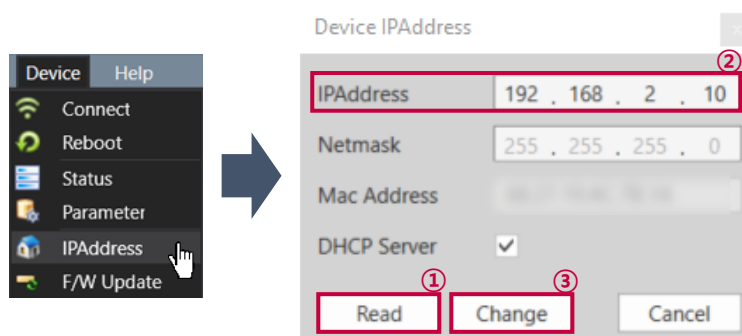 Device Help
Connect
Reboot
Status
Parameter
IPAddress
F/W Update
Device IPAddress
x
②
IPAddress 192 . 168 . 2 . 10
Netmask 255 . 255 . 255 . 0
Mac Address
DHCP Server
① ③
Read Change Cancel